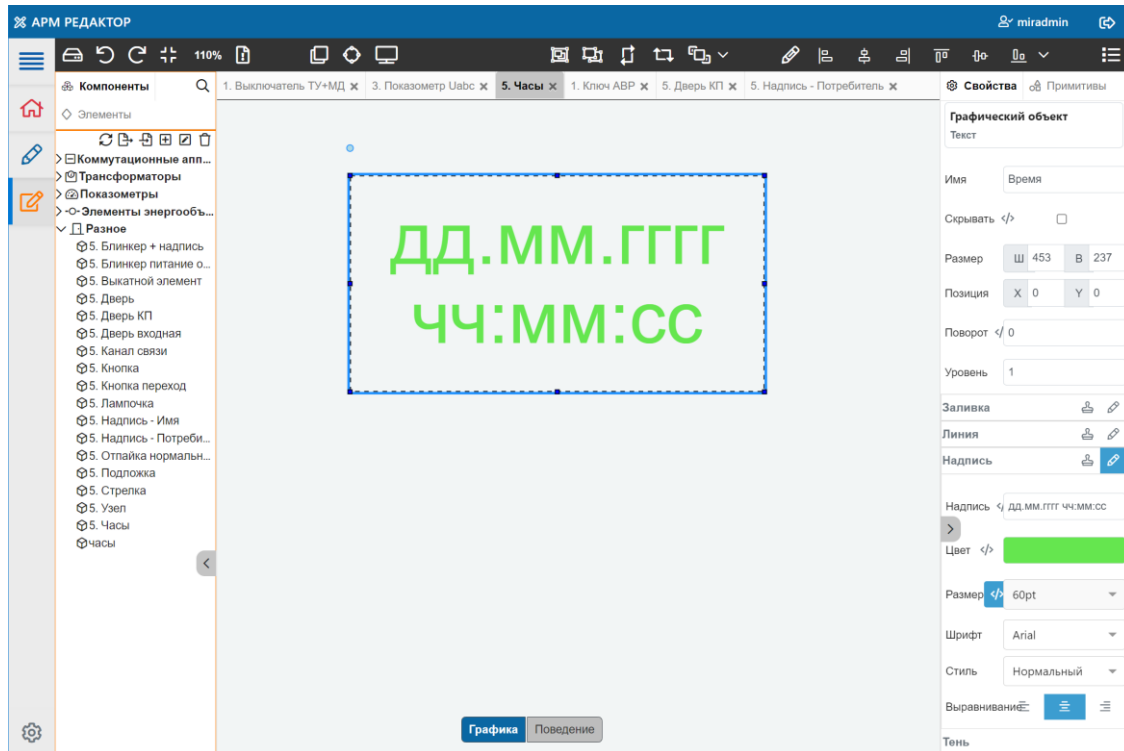 АРМ РЕДАКТОР
miradmin
110%
Компоненты
1. Выключатель ТУ+МД
3. Показометр Uabc
5. Часы
1. Ключ АВР
5. Дверь КП
5. Надпись - Потребитель
Свойства
Примитивы
Элементы
Коммутационные апп...
Трансформаторы
Показометры
Элементы энергообъ...
Разное
5. Блинкер + надпись
5. Блинкер питание о...
5. Выкатной элемент
5. Дверь
5. Дверь КП
5. Дверь входная
5. Канал связи
5. Кнопка
5. Кнопка переход
5. Лампочка
5. Надпись - Имя
5. Надпись - Потреби...
5. Отпайка нормальн...
5. Подложка
5. Стрелка
5. Узел
5. Часы
часы
дд.мм.гггг
чч:мм:сс
Графика
Поведение
Графический объект
Текст
Имя
Время
Скрывать </>
Размер Ш 453 В 237
Позиция X 0 Y 0
Поворот </ 0
Уровень 1
Заливка
Линия
Надпись
Надпись </ дд.мм.гггг чч:мм:сс
Цвет </>
Размер </> 60pt
Шрифт Arial
Стиль Нормальный
Выравнивание
Тень